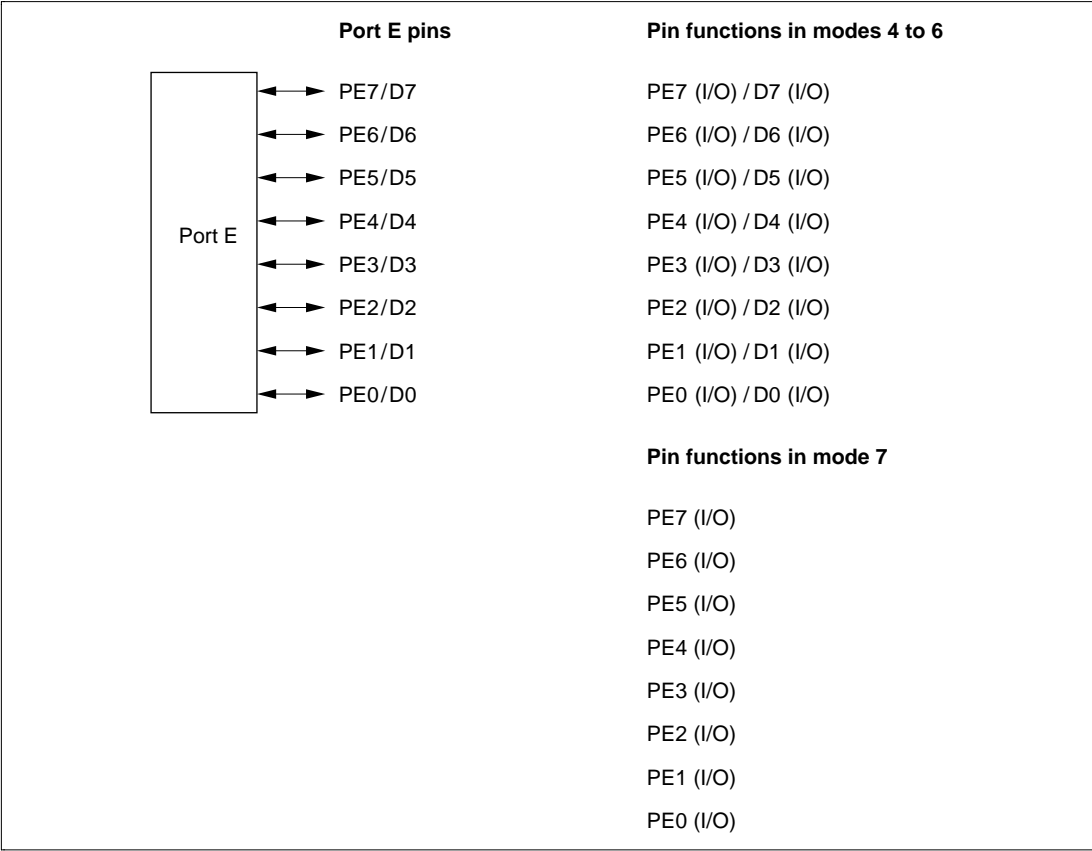 Port E pins Pin functions in modes 4 to 6
PE7/D7 PE7 (I/O) / D7 (I/O)
PE6/D6 PE6 (I/O) / D6 (I/O)
PE5/D5 PE5 (I/O) / D5 (I/O)
PE4/D4 PE4 (I/O) / D4 (I/O)
Port E
PE3/D3 PE3 (I/O) / D3 (I/O)
PE2/D2 PE2 (I/O) / D2 (I/O)
PE1/D1 PE1 (I/O) / D1 (I/O)
PE0/D0 PE0 (I/O) / D0 (I/O)
Pin functions in mode 7
PE7 (I/O)
PE6 (I/O)
PE5 (I/O)
PE4 (I/O)
PE3 (I/O)
PE2 (I/O)
PE1 (I/O)
PE0 (I/O)